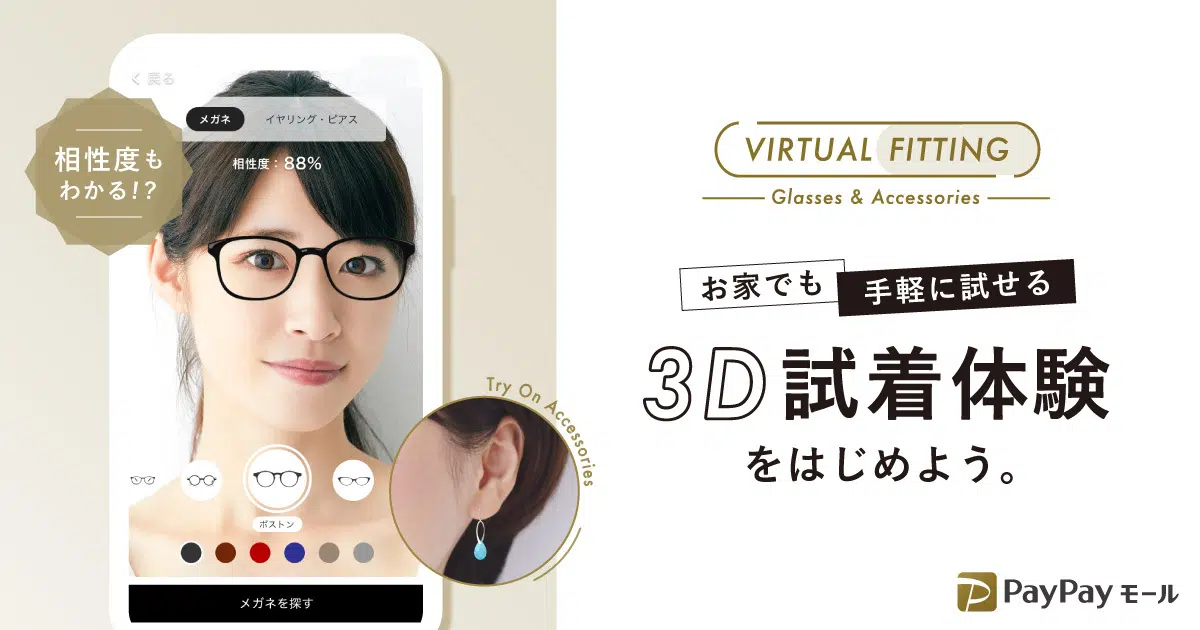 戻る
メガネ
イヤリング・ピアス
相性度：88%
相性度も
わかる!?
ボストン
メガネを探す
Try On Accessories
VIRTUAL FITTING
Glasses & Accessories
お家でも
手軽に試せる
3D試着体験
をはじめよう。
PayPayモール